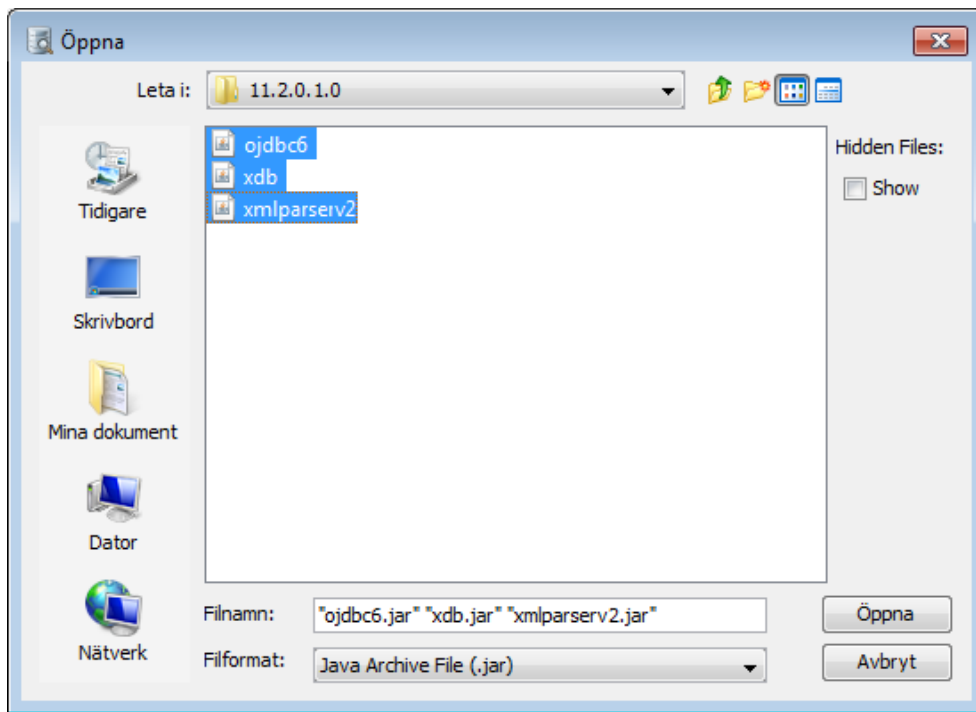 Öppna
Leta i: 11.2.0.1.0
ojdbc6
xdb
xmlparserv2
Hidden Files:
Show
Tidigare
Skrivbord
Mina dokument
Dator
Nätverk
Filnamn: "ojdbc6.jar" "xdb.jar" "xmlparserv2.jar" Öppna
Filformat: Java Archive File (.jar) Avbryt